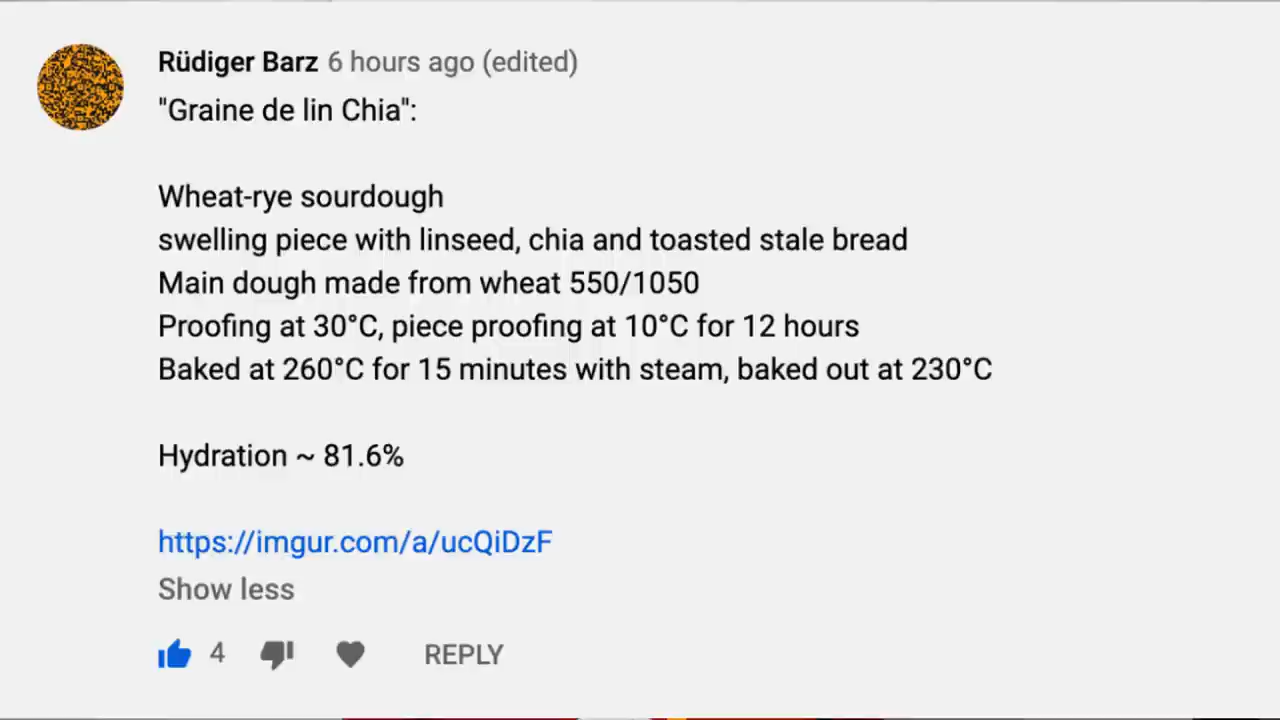 Rüdiger Barz 6 hours ago (edited)
"Graine de lin Chia":
Wheat-rye sourdough
swelling piece with linseed, chia and toasted stale bread
Main dough made from wheat 550/1050
Proofing at 30°C, piece proofing at 10°C for 12 hours
Baked at 260°C for 15 minutes with steam, baked out at 230°C
Hydration ~ 81.6%
https://imgur.com/a/ucQiDzF
Show less
4 REPLY